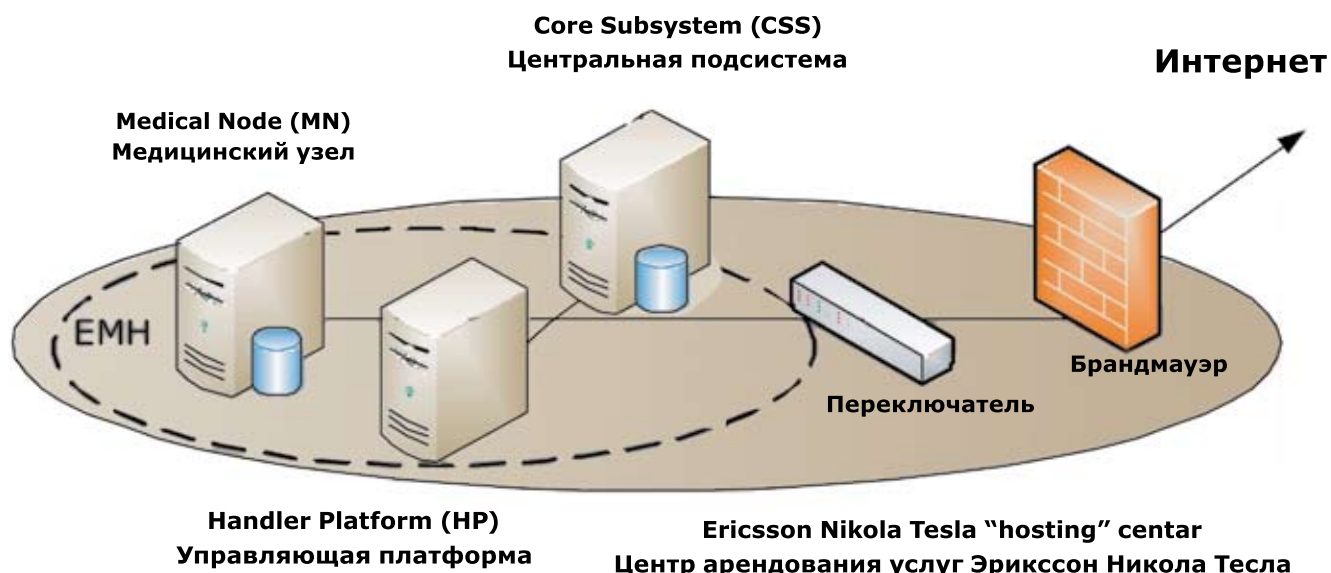 Core Subsystem (CSS)
Центральная подсистема
Интернет
Medical Node (MN)
Медицинский узел
EMH
Брандмауэр
Переключатель
Handler Platform (HP)
Управляющая платформа
Ericsson Nikola Tesla “hosting” centar
Центр арендования услуг Эрикссон Никола Тесла